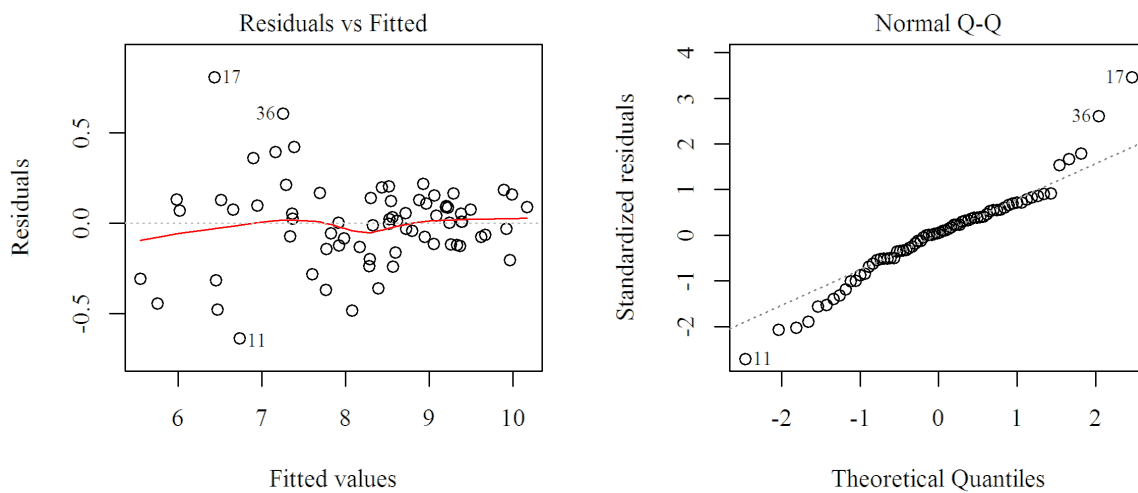 Residuals vs Fitted
Residuals
0.5
0.0
-0.5
17
36
11
6 7 8 9 10
Fitted values
Normal Q-Q
Standardized residuals
4
3
2
1
0
-1
-2
17
36
11
-2 -1 0 1 2
Theoretical Quantiles